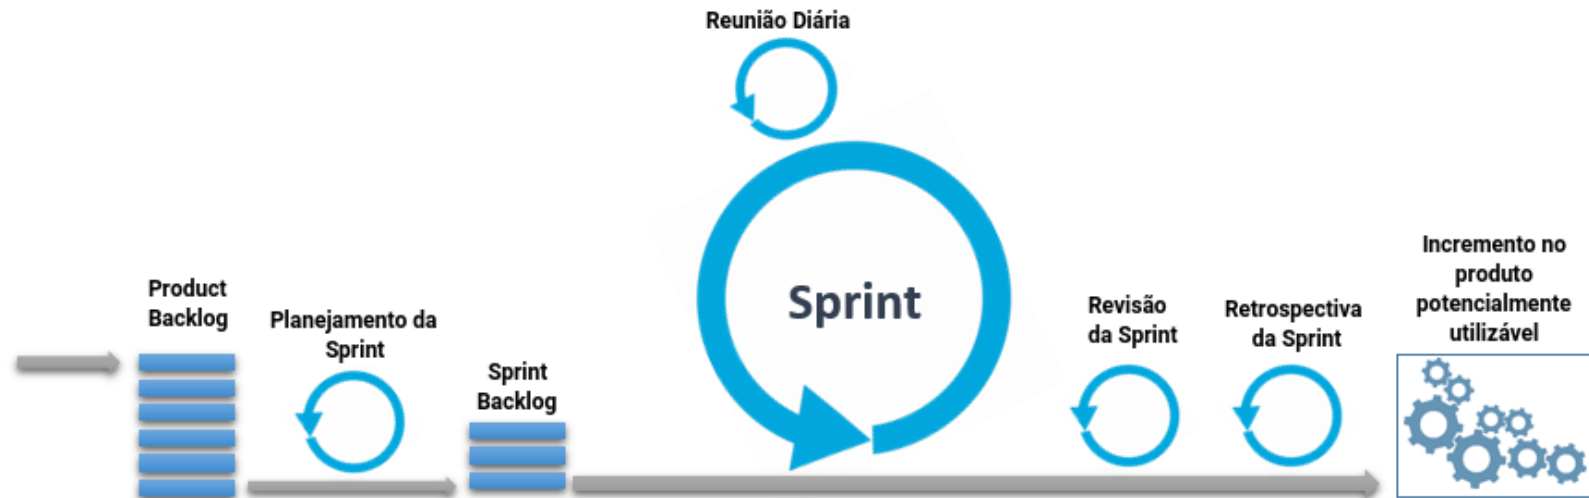 Reunião Diária
Product
Backlog
Planejamento da
Sprint
Sprint
Backlog
Sprint
Revisão
da Sprint
Retrospectiva
da Sprint
Incremento no
produto
potencialmente
utilizável